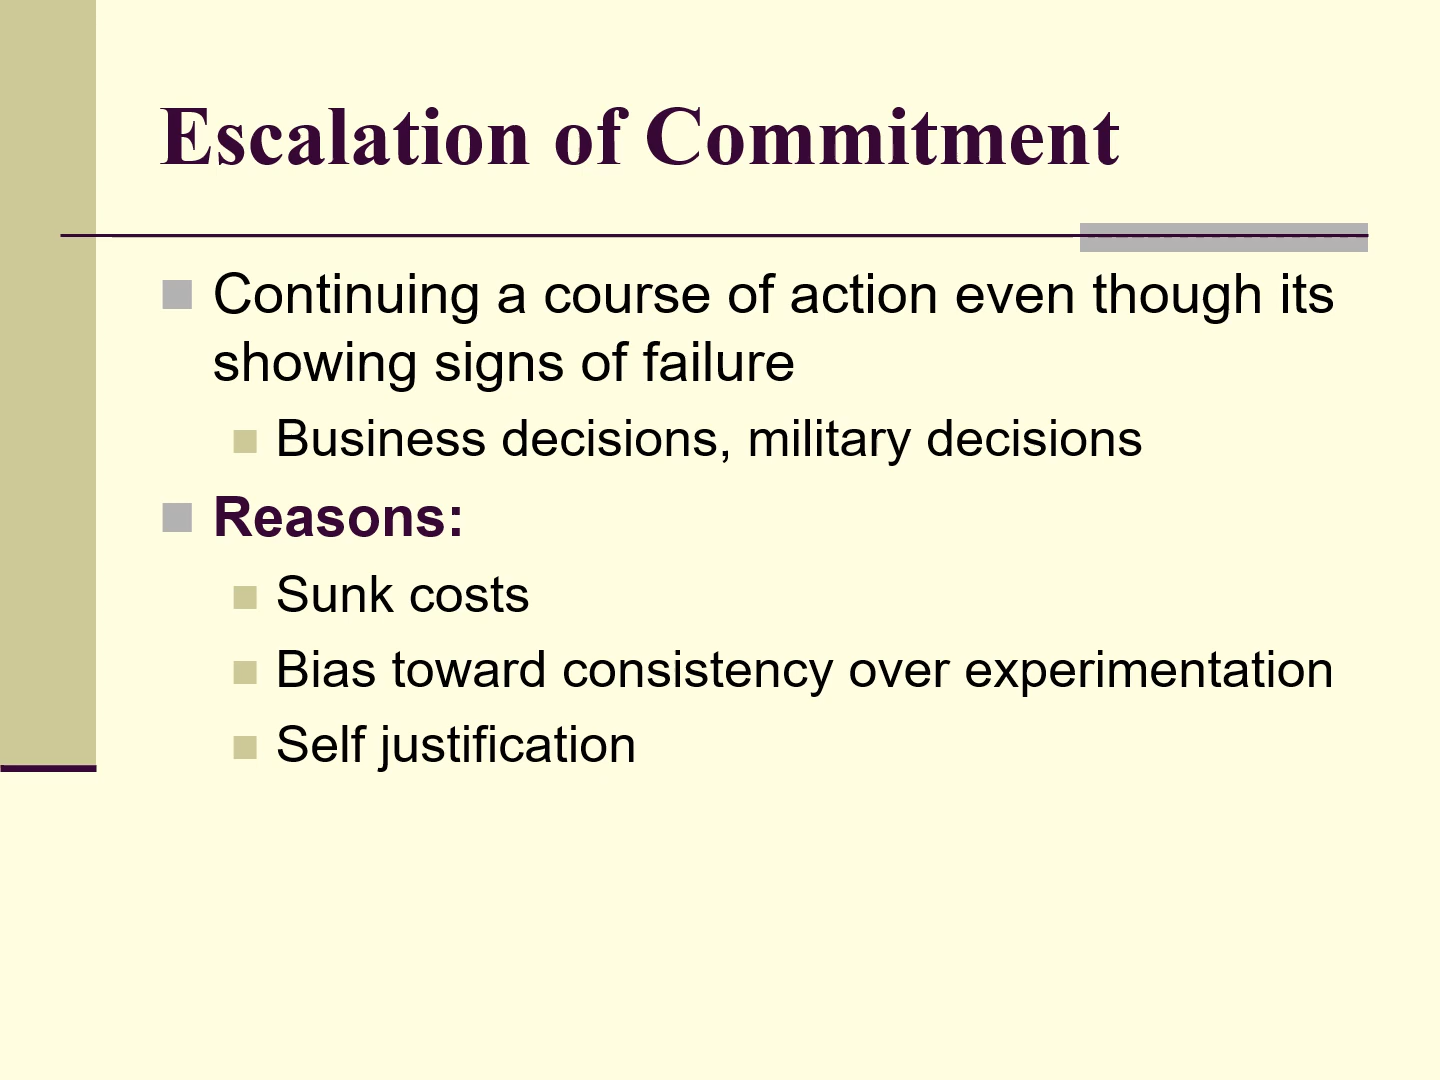 Escalation of Commitment
Continuing a course of action even though its
showing signs of failure
Business decisions, military decisions
Reasons:
Sunk costs
Bias toward consistency over experimentation
Self justification